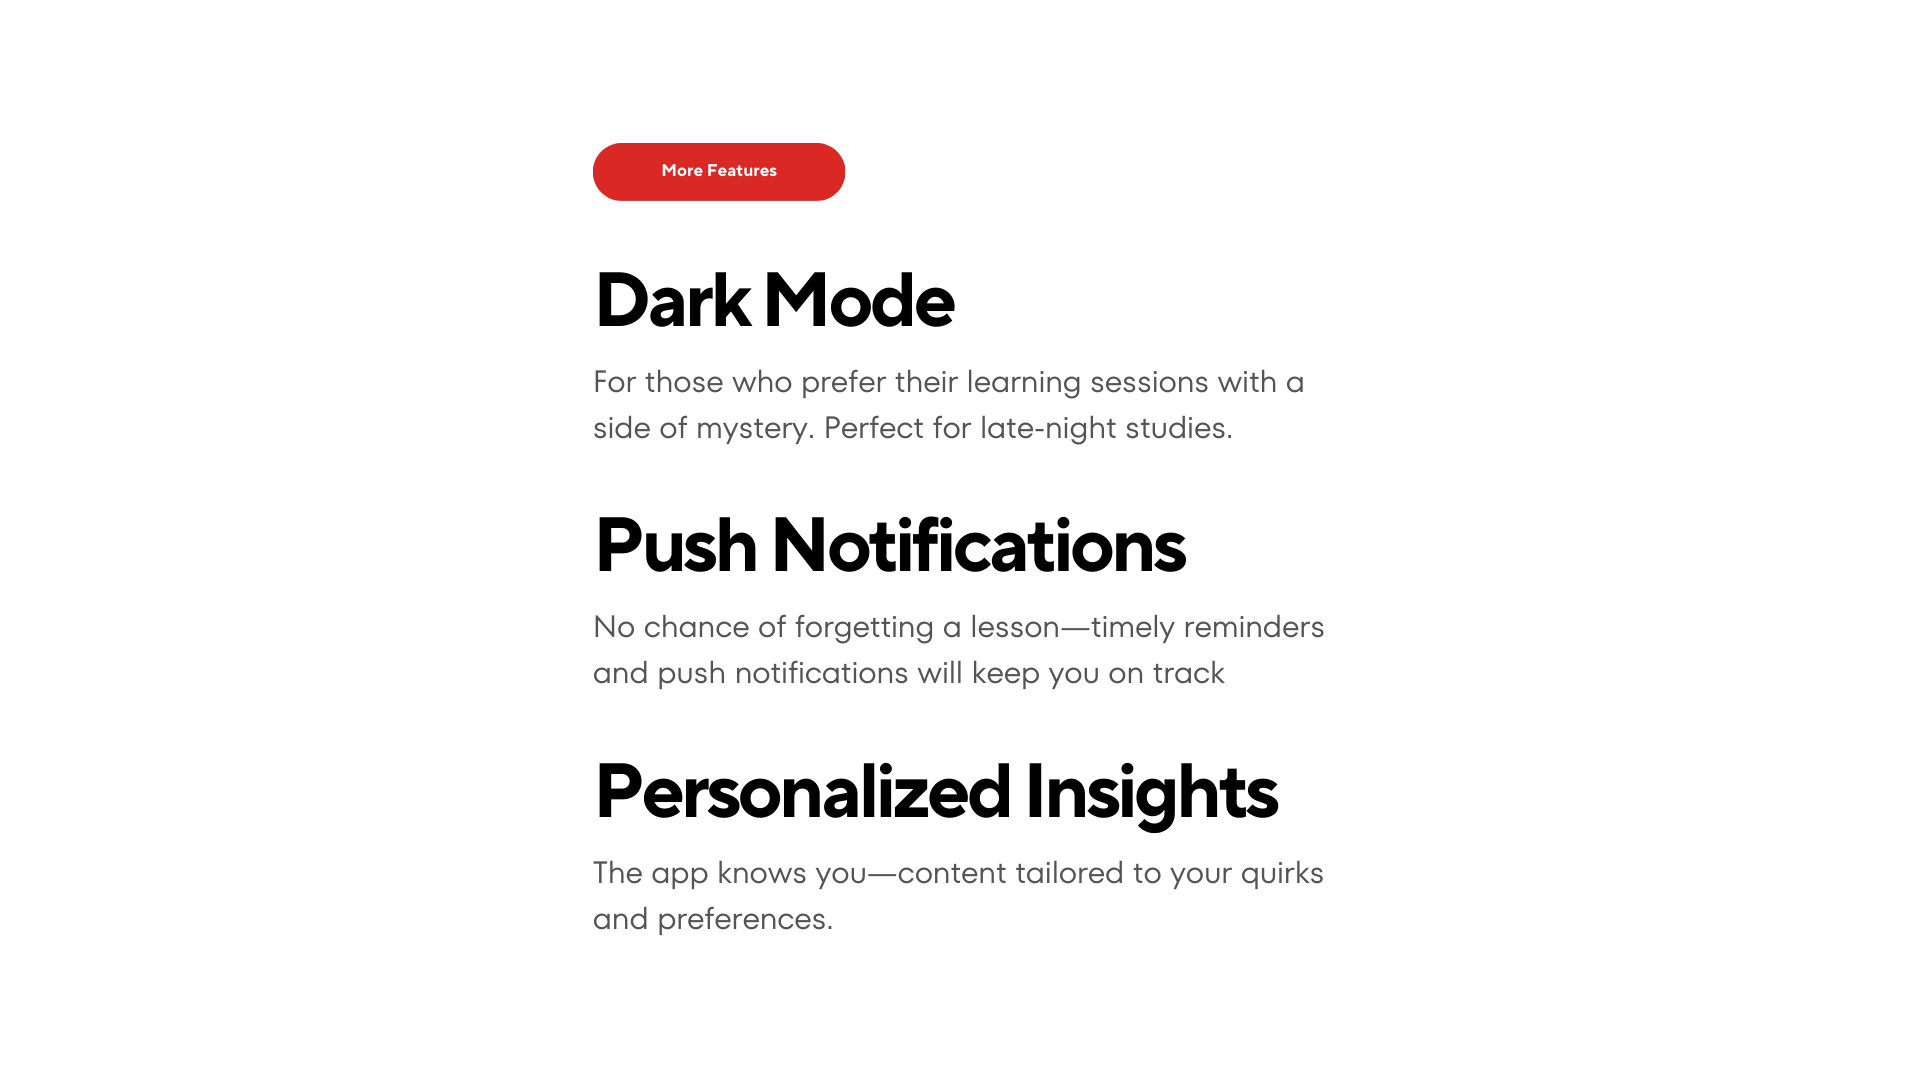 More Features
Dark Mode
For those who prefer their learning sessions with a
side of mystery. Perfect for late-night studies.
Push Notifications
No chance of forgetting a lesson—timely reminders
and push notifications will keep you on track
Personalized Insights
The app knows you—content tailored to your quirks
and preferences.